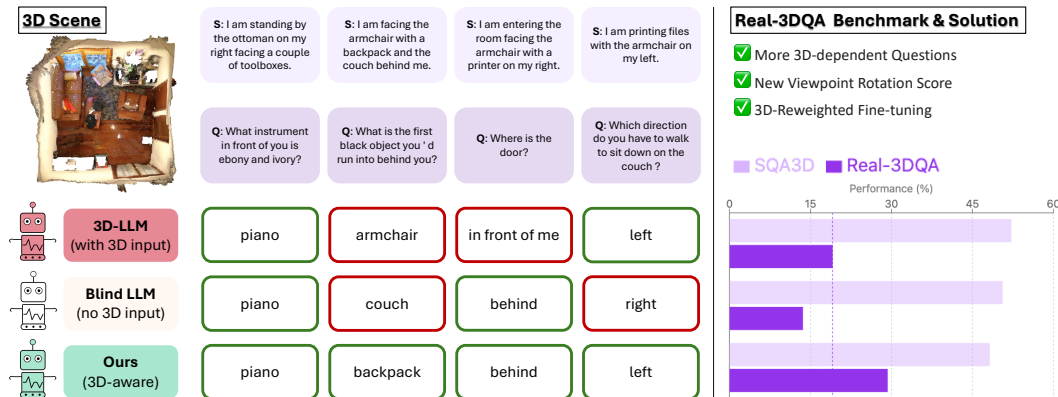 3D Scene
S: I am standing by
the ottoman on my
right facing a couple
of toolboxes.
S: I am facing the
armchair with a
backpack and the
couch behind me.
S: I am entering the
room facing the
armchair with a
printer on my right.
S: I am printing files
with the armchair on
my left.
Q: What instrument
in front of you is
ebony and ivory?
Q: What is the first
black object you ' d
run into behind you?
Q: Where is the
door?
Q: Which direction
do you have to walk
to sit down on the
couch ?
3D-LLM
(with 3D input)
piano
armchair
in front of me
left
Blind LLM
(no 3D input)
piano
couch
behind
right
Ours
(3D-aware)
piano
backpack
behind
left
Real-3DQA Benchmark & Solution
More 3D-dependent Questions
New Viewpoint Rotation Score
3D-Reweighted Fine-tuning
SQA3D
Real-3DQA
Performance (%)
0 15 30 45 60